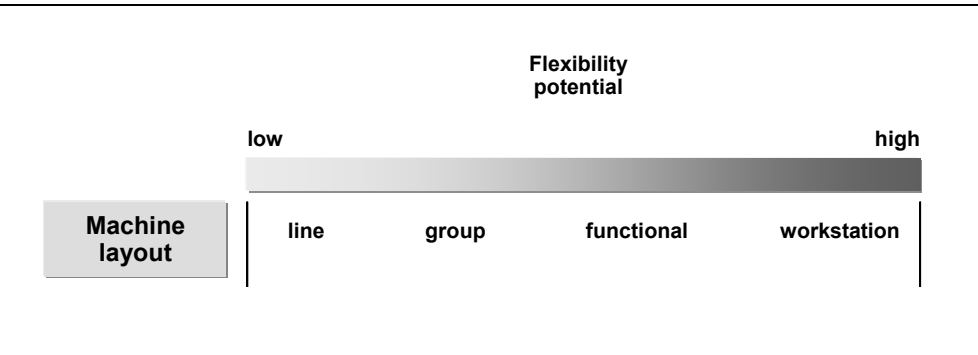 Flexibility
potential
low high
Machine
layout
line group functional workstation